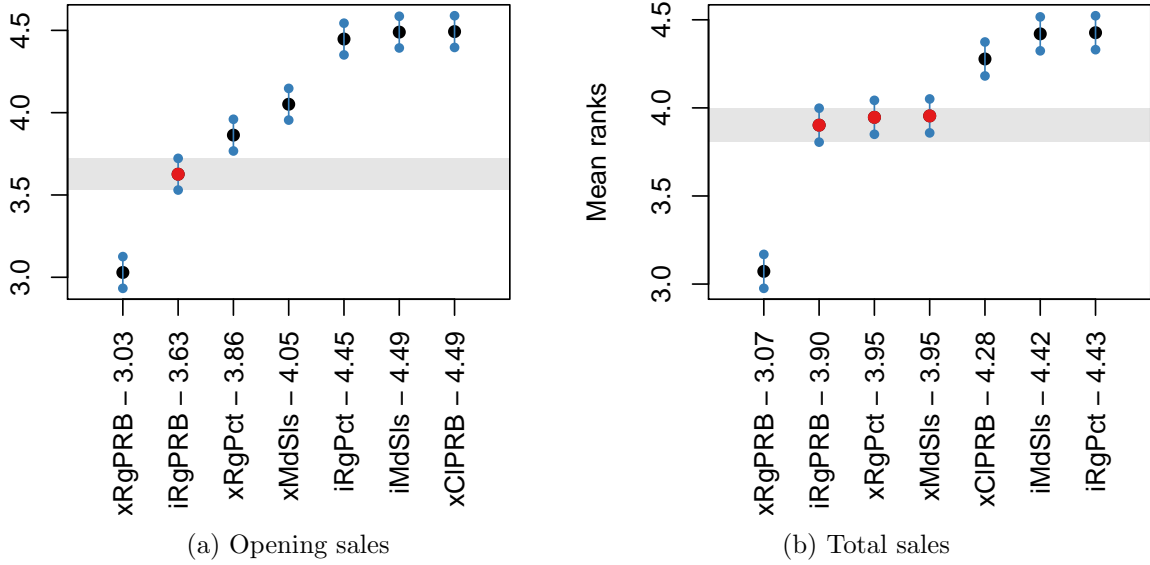 4.5
4.0
3.5
3.0
xRgPRB – 3.03
iRgPRB – 3.63
xRgPct – 3.86
xMdSls – 4.05
iRgPct – 4.45
iMdSls – 4.49
xClPRB – 4.49
(a) Opening sales
Mean ranks
4.5
4.0
3.5
3.0
xRgPRB – 3.07
iRgPRB – 3.90
xRgPct – 3.95
xMdSls – 3.95
xClPRB – 4.28
iMdSls – 4.42
iRgPct – 4.43
(b) Total sales